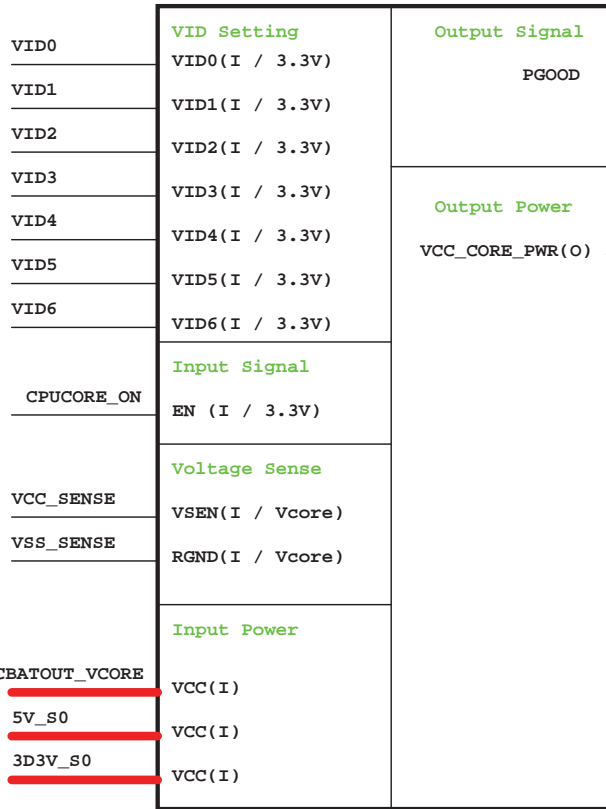 VID0
VID1
VID2
VID3
VID4
VID5
VID6
CPUCORE_ON
VCC_SENSE
VSS_SENSE
CBATOUT_VCORE
5V_S0
3D3V_S0
VID Setting
VID0(I / 3.3V)
VID1(I / 3.3V)
VID2(I / 3.3V)
VID3(I / 3.3V)
VID4(I / 3.3V)
VID5(I / 3.3V)
VID6(I / 3.3V)
Input Signal
EN (I / 3.3V)
Voltage Sense
VSEN(I / Vcore)
RGND(I / Vcore)
Input Power
VCC(I)
VCC(I)
VCC(I)
Output Signal
PGOOD
Output Power
VCC_CORE_PWR(O)